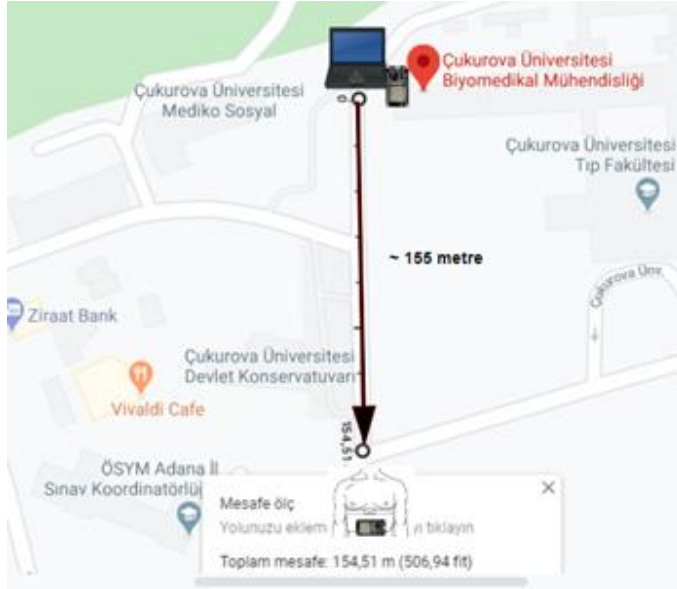 Çukurova Üniversitesi
Biyomedikal Mühendisliği
Çukurova Üniversitesi
Mediko Sosyal
0
Çukurova Üniversitesi
Tıp Fakültesi
~ 155 metre
Çukurova Ünv.
Ziraat Bank
Çukurova Üniversitesi
Devlet Konservatuvarı
Vivaldi Cafe
154,51
ÖSYM Adana İl
Sınav Koordinatörlüğ
Mesafe ölç
Yolunuzu eklem tıklayın
Toplam mesafe: 154,51 m (506,94 fit)